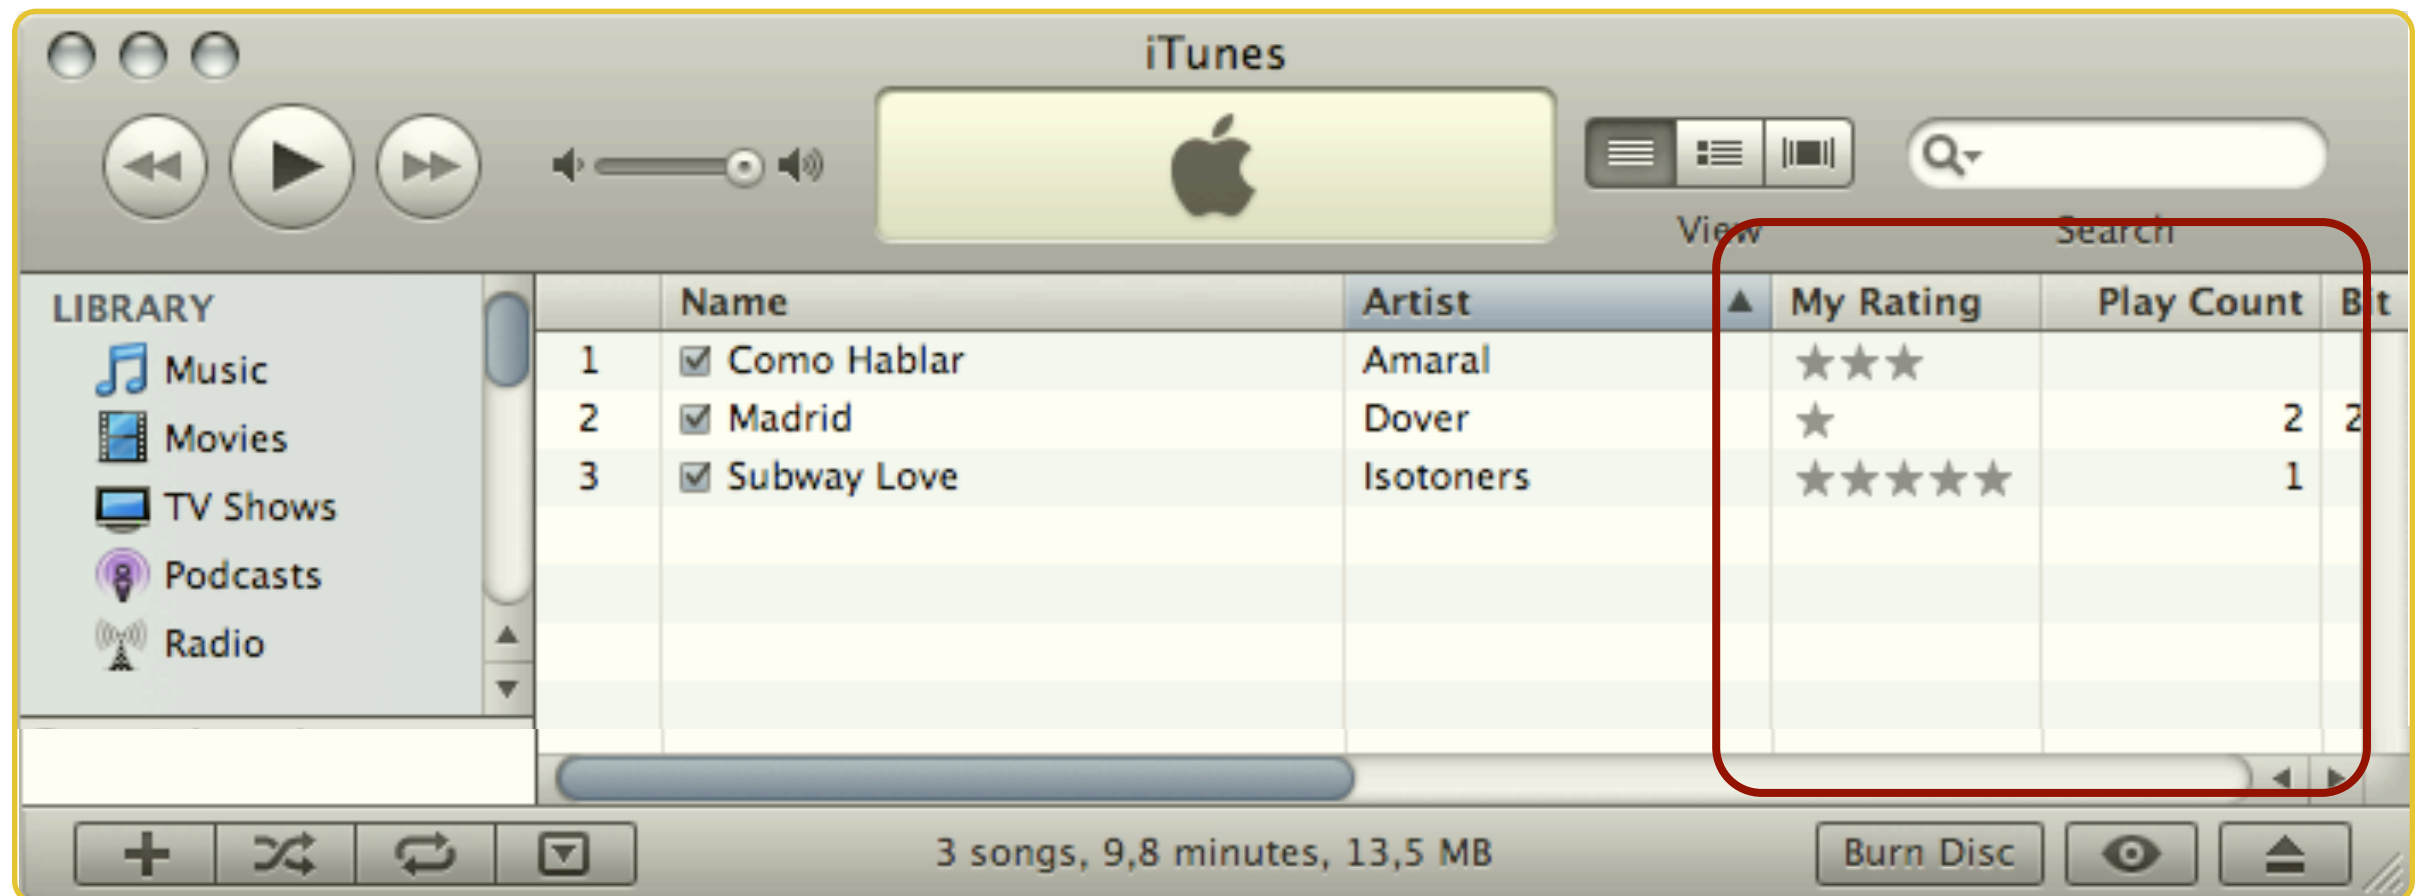 iTunes
View Search
LIBRARY
Music
Movies
TV Shows
Podcasts
Radio
Name Artist My Rating Play Count Bit
1 Como Hablar Amaral
2 Madrid Dover 2 2
3 Subway Love Isotoners 1
3 songs, 9,8 minutes, 13,5 MB
Burn Disc